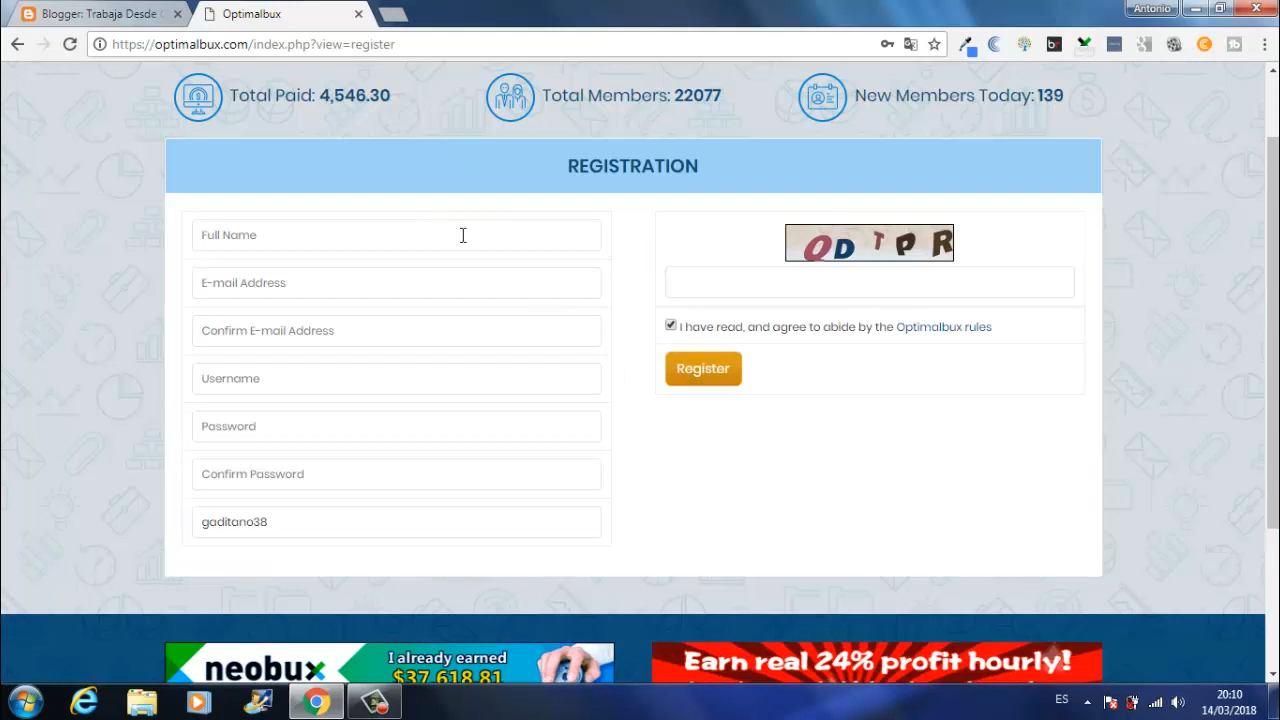 Blogger: Trabaja Desde C
Optimalbux
Antonio
https://optimalbux.com/index.php?view=register
Total Paid: 4,546.30
Total Members: 22077
New Members Today: 139
REGISTRATION
Full Name
E-mail Address
Confirm E-mail Address
Username
Password
Confirm Password
gaditano38
QDTPR
I have read, and agree to abide by the Optimalbux rules
Register
neobux
I already earned
$37,618.81
Earn real 24% profit hourly!
ES
20:10
14/03/2018